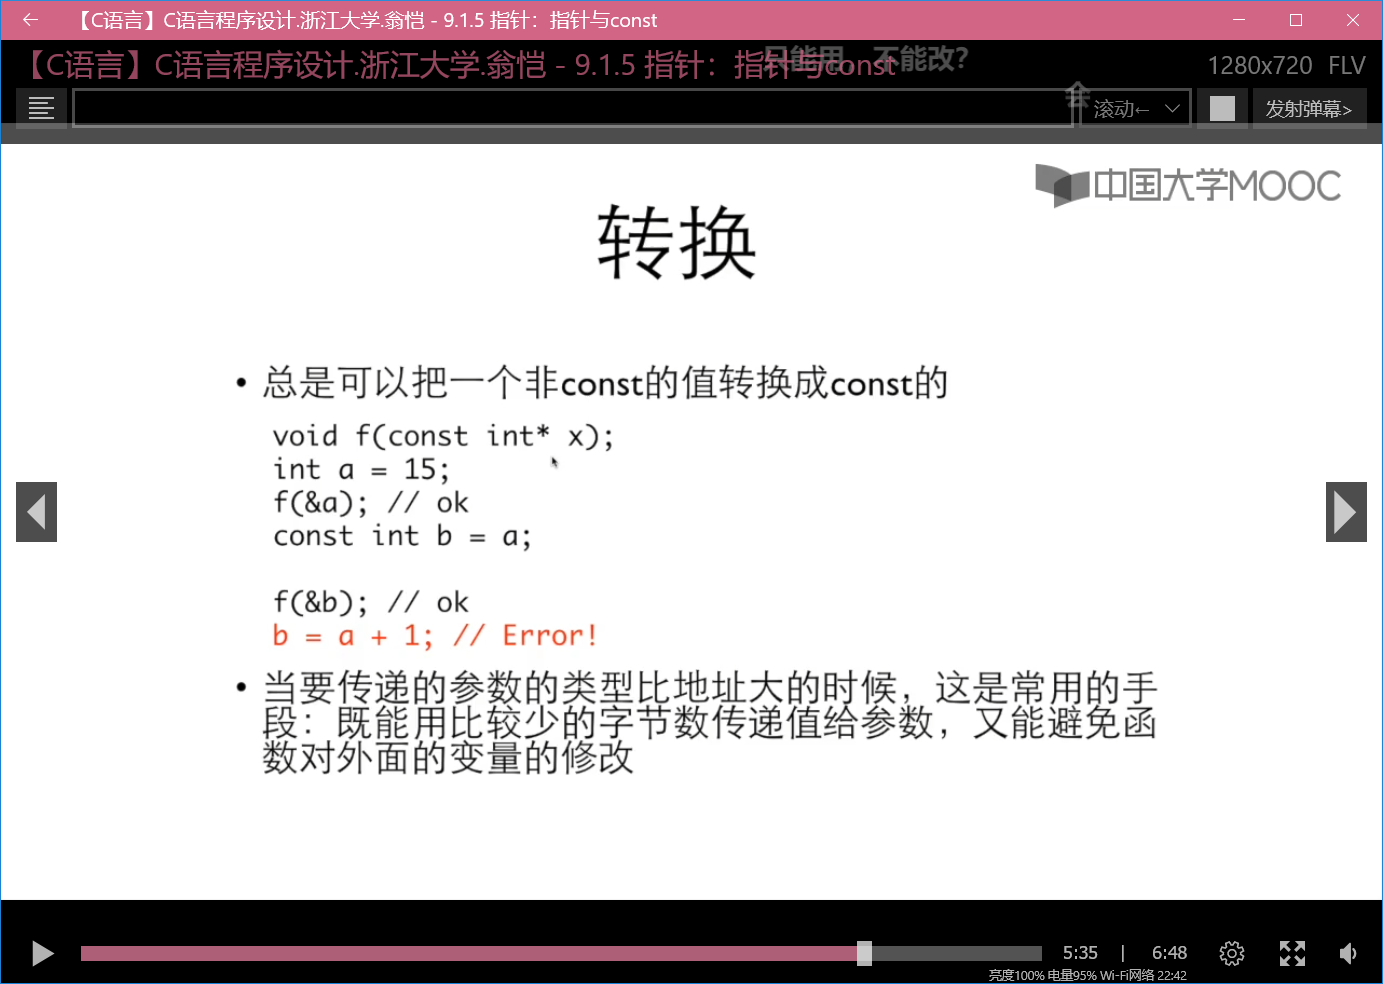 【C语言】C语言程序设计.浙江大学.翁恺 - 9.1.5 指针：指针与const
【C语言】C语言程序设计.浙江大学.翁恺 - 9.1.5 指针：指针与const
只能用，不能改？
1280x720 FLV
会
滚动←
发射弹幕>
中国大学MOOC
转换
• 总是可以把一个非const的值转换成const的
void f(const int* x);
int a = 15;
f(&a); // ok
const int b = a;
f(&b); // ok
b = a + 1; // Error!
• 当要传递的参数的类型比地址大的时候，这是常用的手
段：既能用比较少的字节数传递值给参数，又能避免函
数对外面的变量的修改
5:35 | 6:48
亮度100% 电量95% Wi-Fi网络 22:42